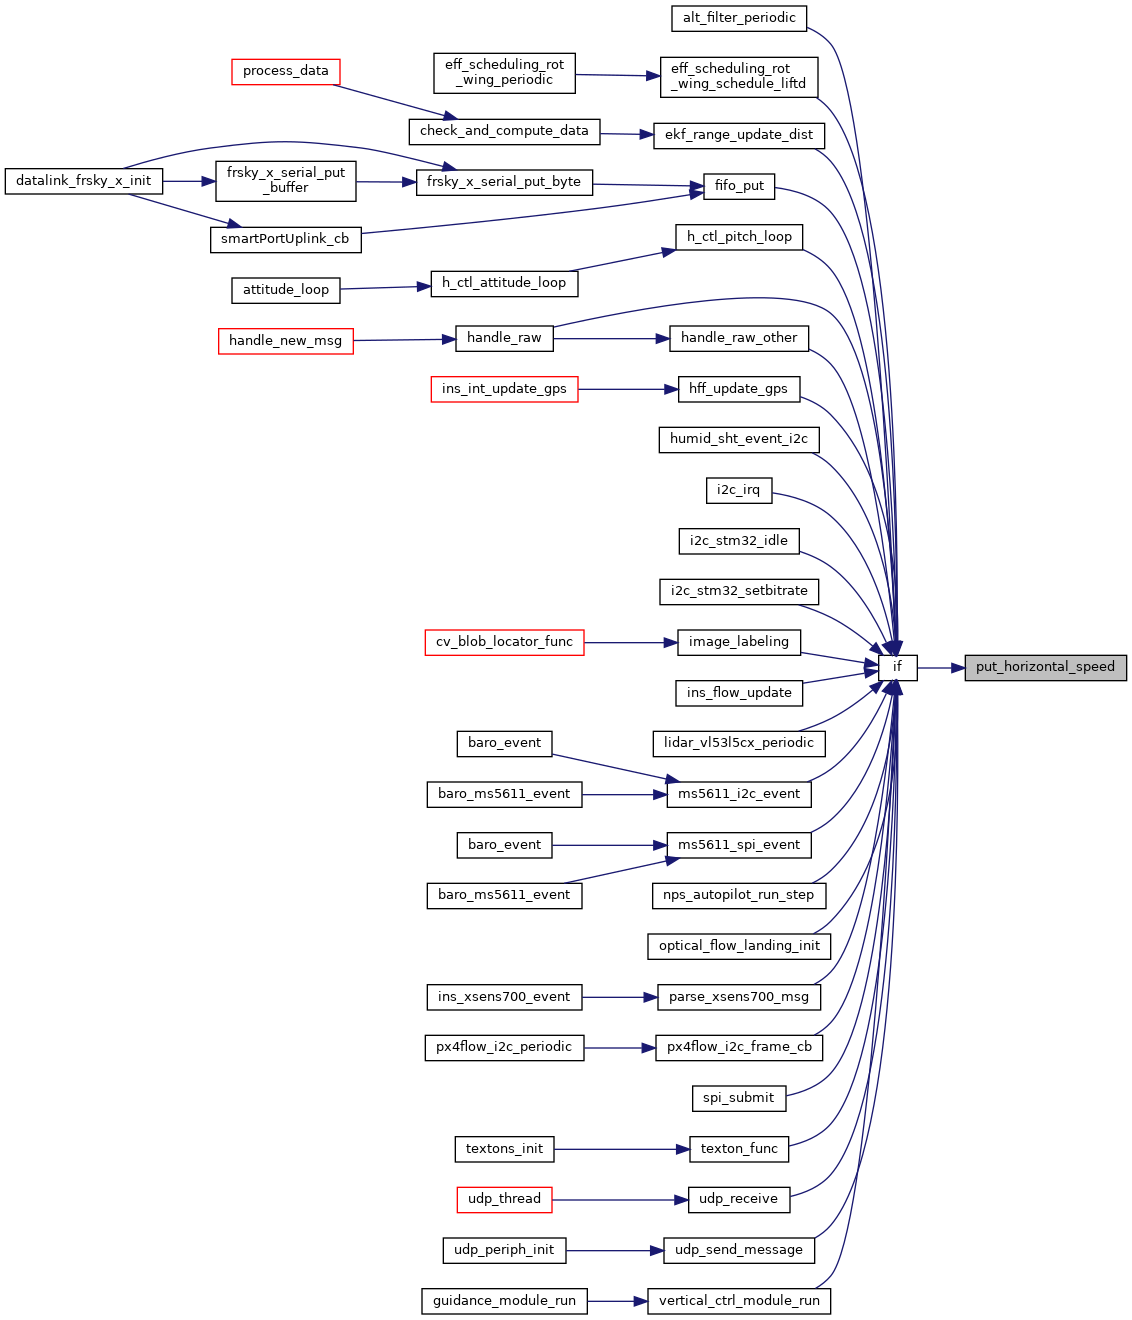 alt_filter_periodic
eff_scheduling_rot
_wing_periodic
eff_scheduling_rot
_wing_schedule_liftd
process_data
check_and_compute_data
ekf_range_update_dist
datalink_frsky_x_init
frsky_x_serial_put
_buffer
frsky_x_serial_put_byte
fifo_put
smartPortUplink_cb
h_ctl_pitch_loop
attitude_loop
h_ctl_attitude_loop
handle_new_msg
handle_raw
handle_raw_other
ins_int_update_gps
hff_update_gps
humid_sht_event_i2c
i2c_irq
i2c_stm32_idle
i2c_stm32_setbitrate
cv_blob_locator_func
image_labeling
if
put_horizontal_speed
ins_flow_update
baro_event
lidar_vl53l5cx_periodic
baro_ms5611_event
ms5611_i2c_event
baro_event
ms5611_spi_event
baro_ms5611_event
nps_autopilot_run_step
optical_flow_landing_init
ins_xsens700_event
parse_xsens700_msg
px4flow_i2c_periodic
px4flow_i2c_frame_cb
spi_submit
textons_init
texton_func
udp_thread
udp_receive
udp_periph_init
udp_send_message
guidance_module_run
vertical_ctrl_module_run